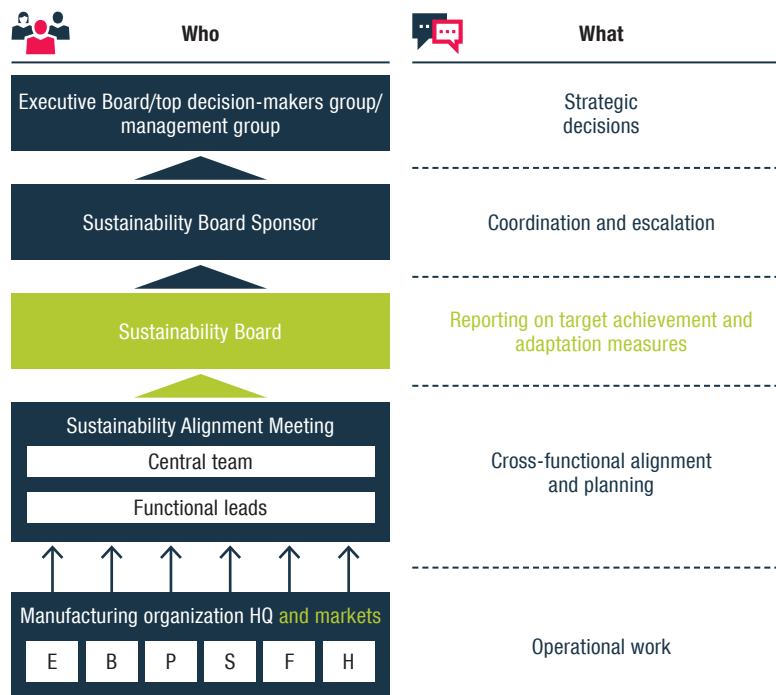 Who
What
Executive Board/top decision-makers group/
management group
Strategic
decisions
Sustainability Board Sponsor
Coordination and escalation
Sustainability Board
Reporting on target achievement and
adaptation measures
Sustainability Alignment Meeting
Central team
Functional leads
Cross-functional alignment
and planning
Manufacturing organization HQ and markets
E B P S F H
Operational work